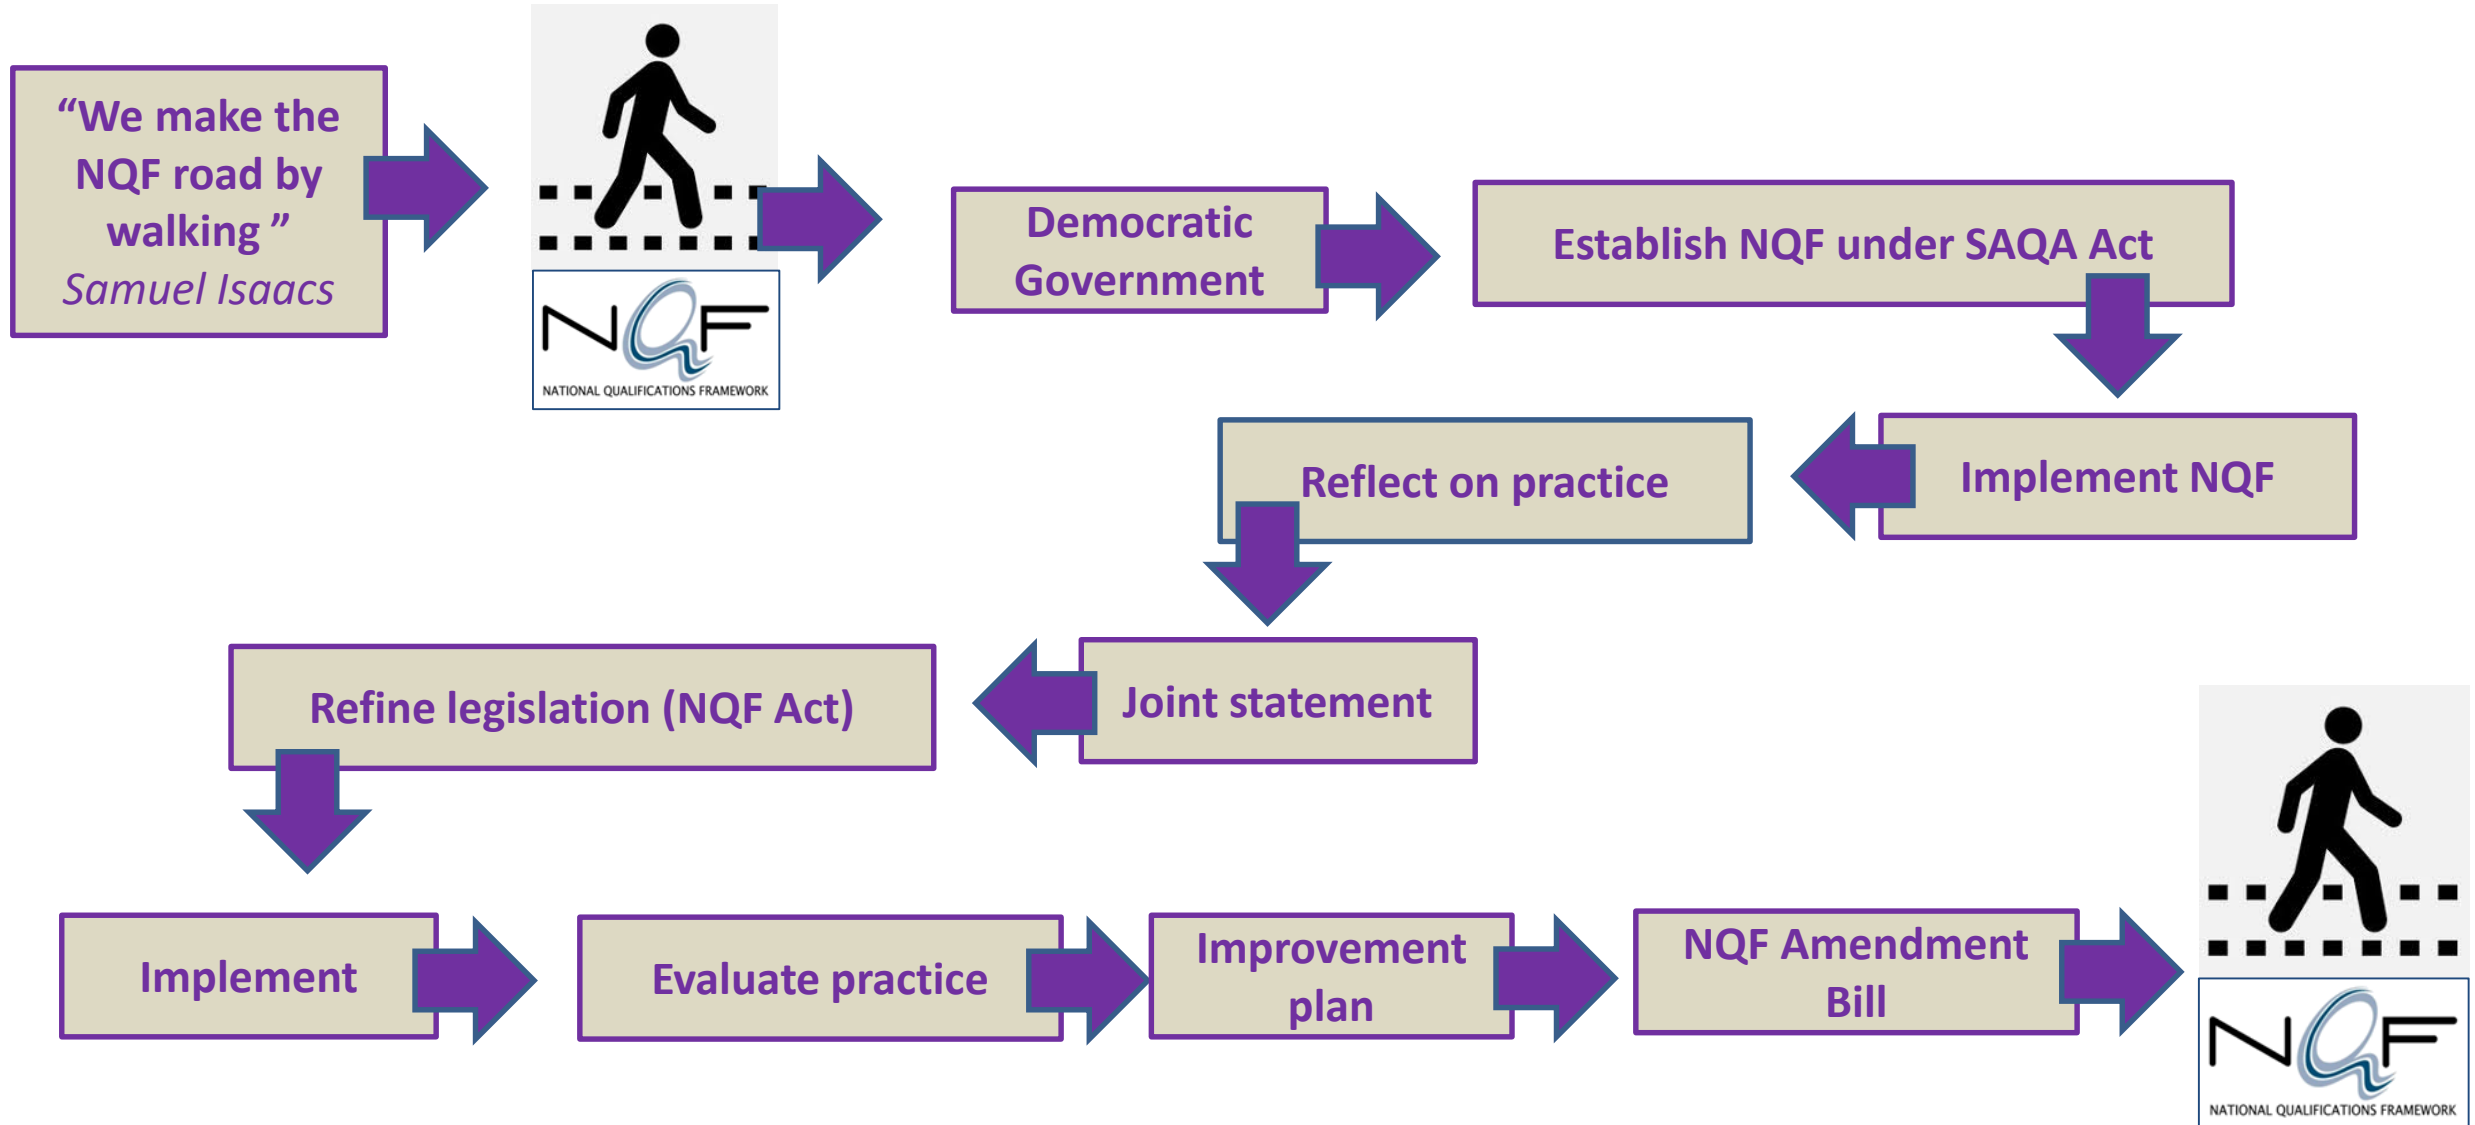 “We make the
NQF road by
walking ”
Samuel Isaacs
NQF
NATIONAL QUALIFICATIONS FRAMEWORK
Democratic
Government
Establish NQF under SAQA Act
Implement NQF
Reflect on practice
Joint statement
Refine legislation (NQF Act)
Implement
Evaluate practice
Improvement
plan
NQF Amendment
Bill
NQF
NATIONAL QUALIFICATIONS FRAMEWORK